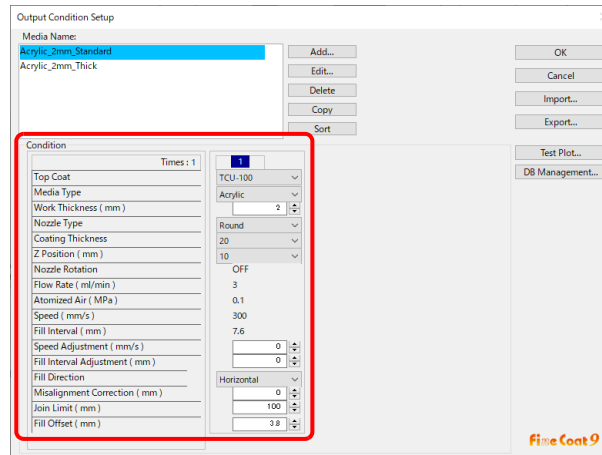 Output Condition Setup
Media Name:
Acrylic_2mm_Standard
Acrylic_2mm_Thick
Add...
Edit...
Delete
Copy
Sort
OK
Cancel
Import...
Export...
Test Plot...
DB Management...
Condition
Times : 1 1
Top Coat TCU-100
Media Type Acrylic
Work Thickness ( mm ) 2
Nozzle Type Round
Coating Thickness 20
Z Position ( mm ) 10
Nozzle Rotation OFF
Flow Rate ( ml/min ) 3
Atomized Air ( MPa ) 0.1
Speed ( mm/s ) 300
Fill Interval ( mm ) 7.6
Speed Adjustment ( mm/s ) 0
Fill Interval Adjustment ( mm ) 0
Fill Direction Horizontal
Misalignment Correction ( mm ) 0
Join Limit ( mm ) 100
Fill Offset ( mm ) 3.8
Fine Coat 9